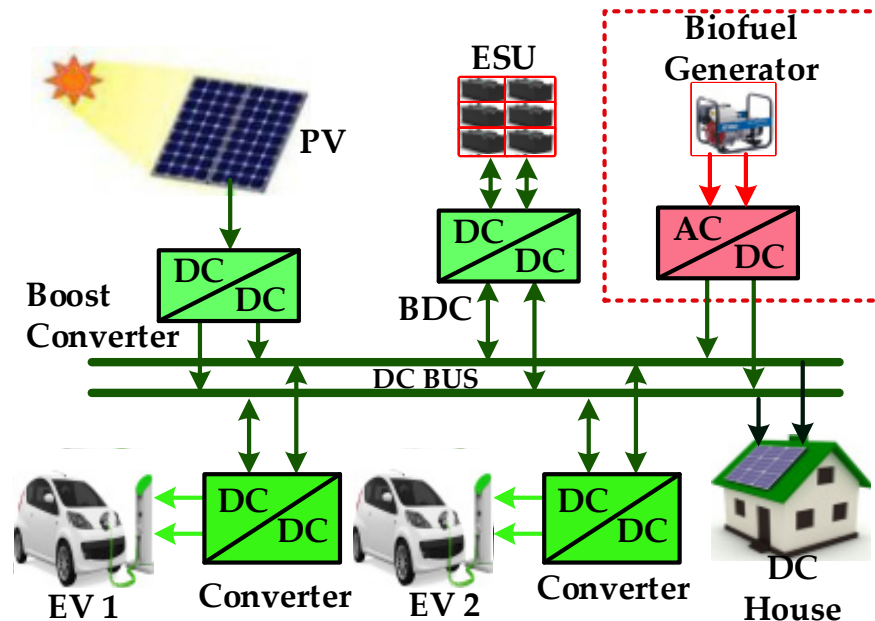 PV
ESU
Biofuel
Generator
DC
DC
Boost
Converter
DC
DC
BDC
AC
DC
DC BUS
DC
DC
EV 1
Converter
DC
DC
EV 2
Converter
DC
House